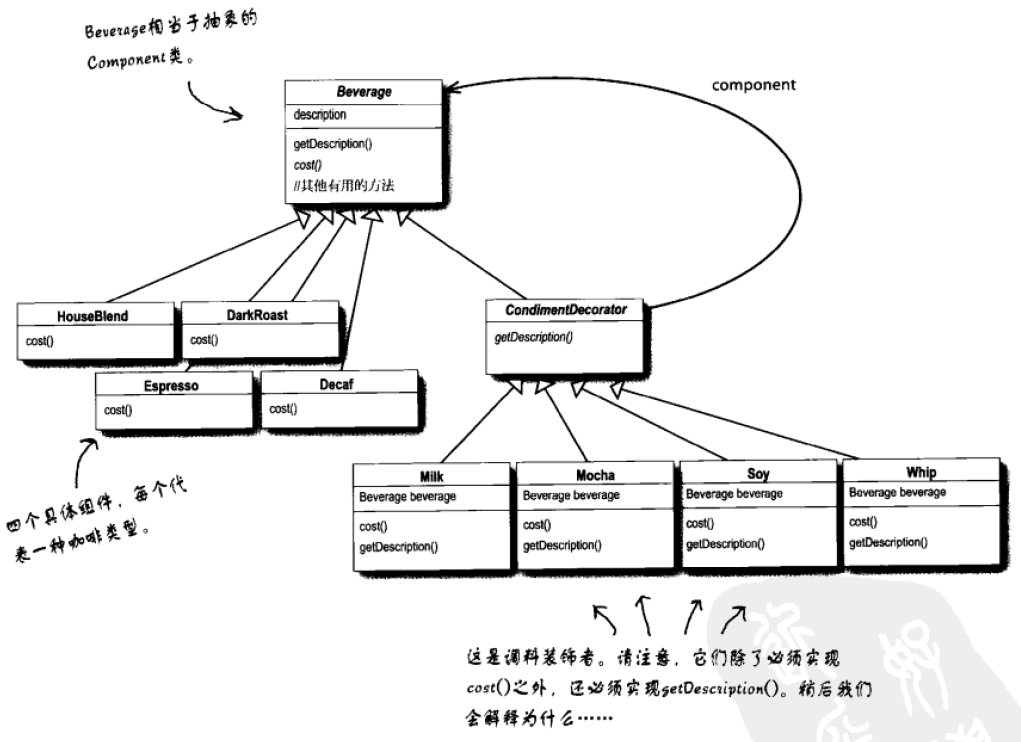 Beverage相当于抽象的
Component类。
component
Beverage
description
getDescription()
cost()
//其他有用的方法
HouseBlend
cost()
DarkRoast
cost()
Espresso
cost()
Decaf
cost()
CondimentDecorator
getDescription()
四个具体组件，每个代
表一种咖啡类型。
Milk
Beverage beverage
cost()
getDescription()
Mocha
Beverage beverage
cost()
getDescription()
Soy
Beverage beverage
cost()
getDescription()
Whip
Beverage beverage
cost()
getDescription()
这是调料装饰者。请注意，它们除了必须实现
cost()之外，还必须实现getDescription()。稍后我们
会解释为什么……